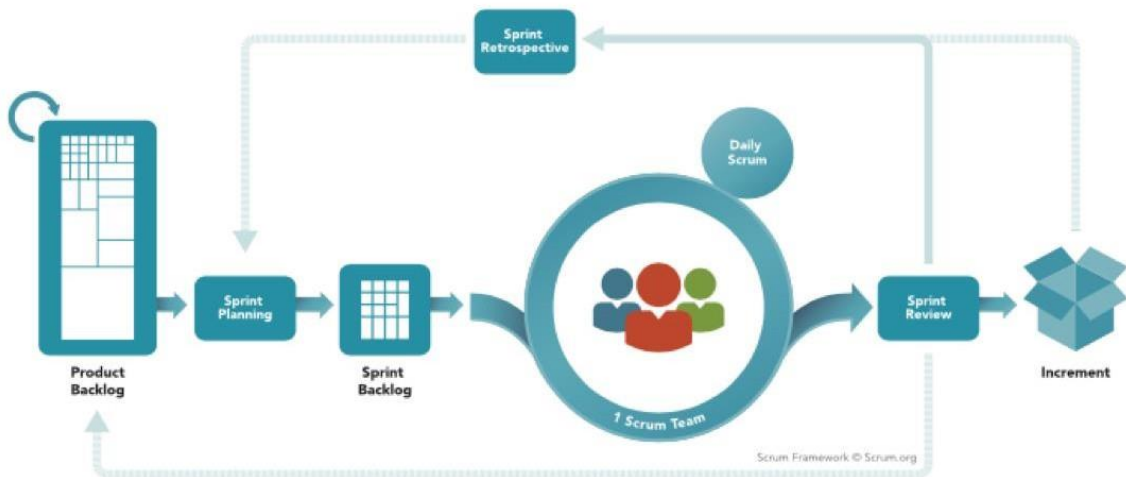 Sprint
Retrospective
Daily
Scrum
Sprint
Planning
Sprint
Review
Product
Backlog
Sprint
Backlog
Increment
1 Scrum Team
Scrum Framework © Scrum.org